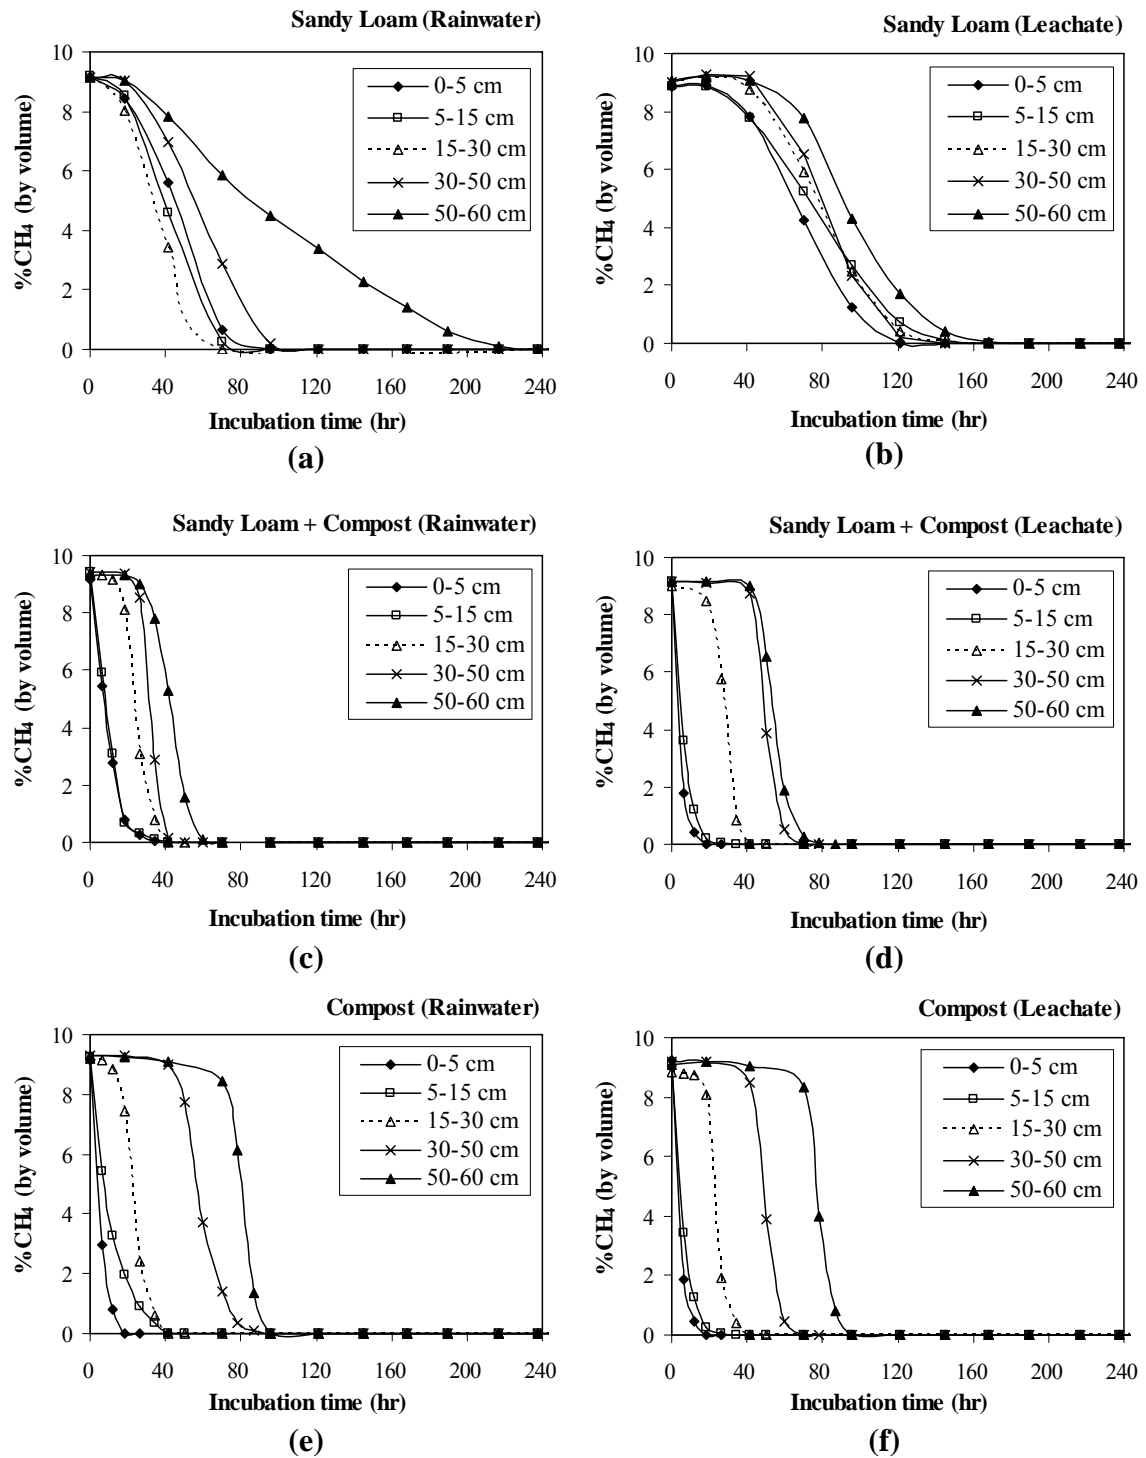 Sandy Loam (Rainwater)
%CH4 (by volume)
10
8
6
4
2
0
0-5 cm
5-15 cm
15-30 cm
30-50 cm
50-60 cm
0 40 80 120 160 200 240
Incubation time (hr)
(a)
Sandy Loam (Leachate)
%CH4 (by volume)
10
8
6
4
2
0
0-5 cm
5-15 cm
15-30 cm
30-50 cm
50-60 cm
0 40 80 120 160 200 240
Incubation time (hr)
(b)
Sandy Loam + Compost (Rainwater)
%CH4 (by volume)
10
8
6
4
2
0
0-5 cm
5-15 cm
15-30 cm
30-50 cm
50-60 cm
0 40 80 120 160 200 240
Incubation time (hr)
(c)
Sandy Loam + Compost (Leachate)
%CH4 (by volume)
10
8
6
4
2
0
0-5 cm
5-15 cm
15-30 cm
30-50 cm
50-60 cm
0 40 80 120 160 200 240
Incubation time (hr)
(d)
Compost (Rainwater)
%CH4 (by volume)
10
8
6
4
2
0
0-5 cm
5-15 cm
15-30 cm
30-50 cm
50-60 cm
0 40 80 120 160 200 240
Incubation time (hr)
(e)
Compost (Leachate)
%CH4 (by volume)
10
8
6
4
2
0
0-5 cm
5-15 cm
15-30 cm
30-50 cm
50-60 cm
0 40 80 120 160 200 240
Incubation time (hr)
(f)